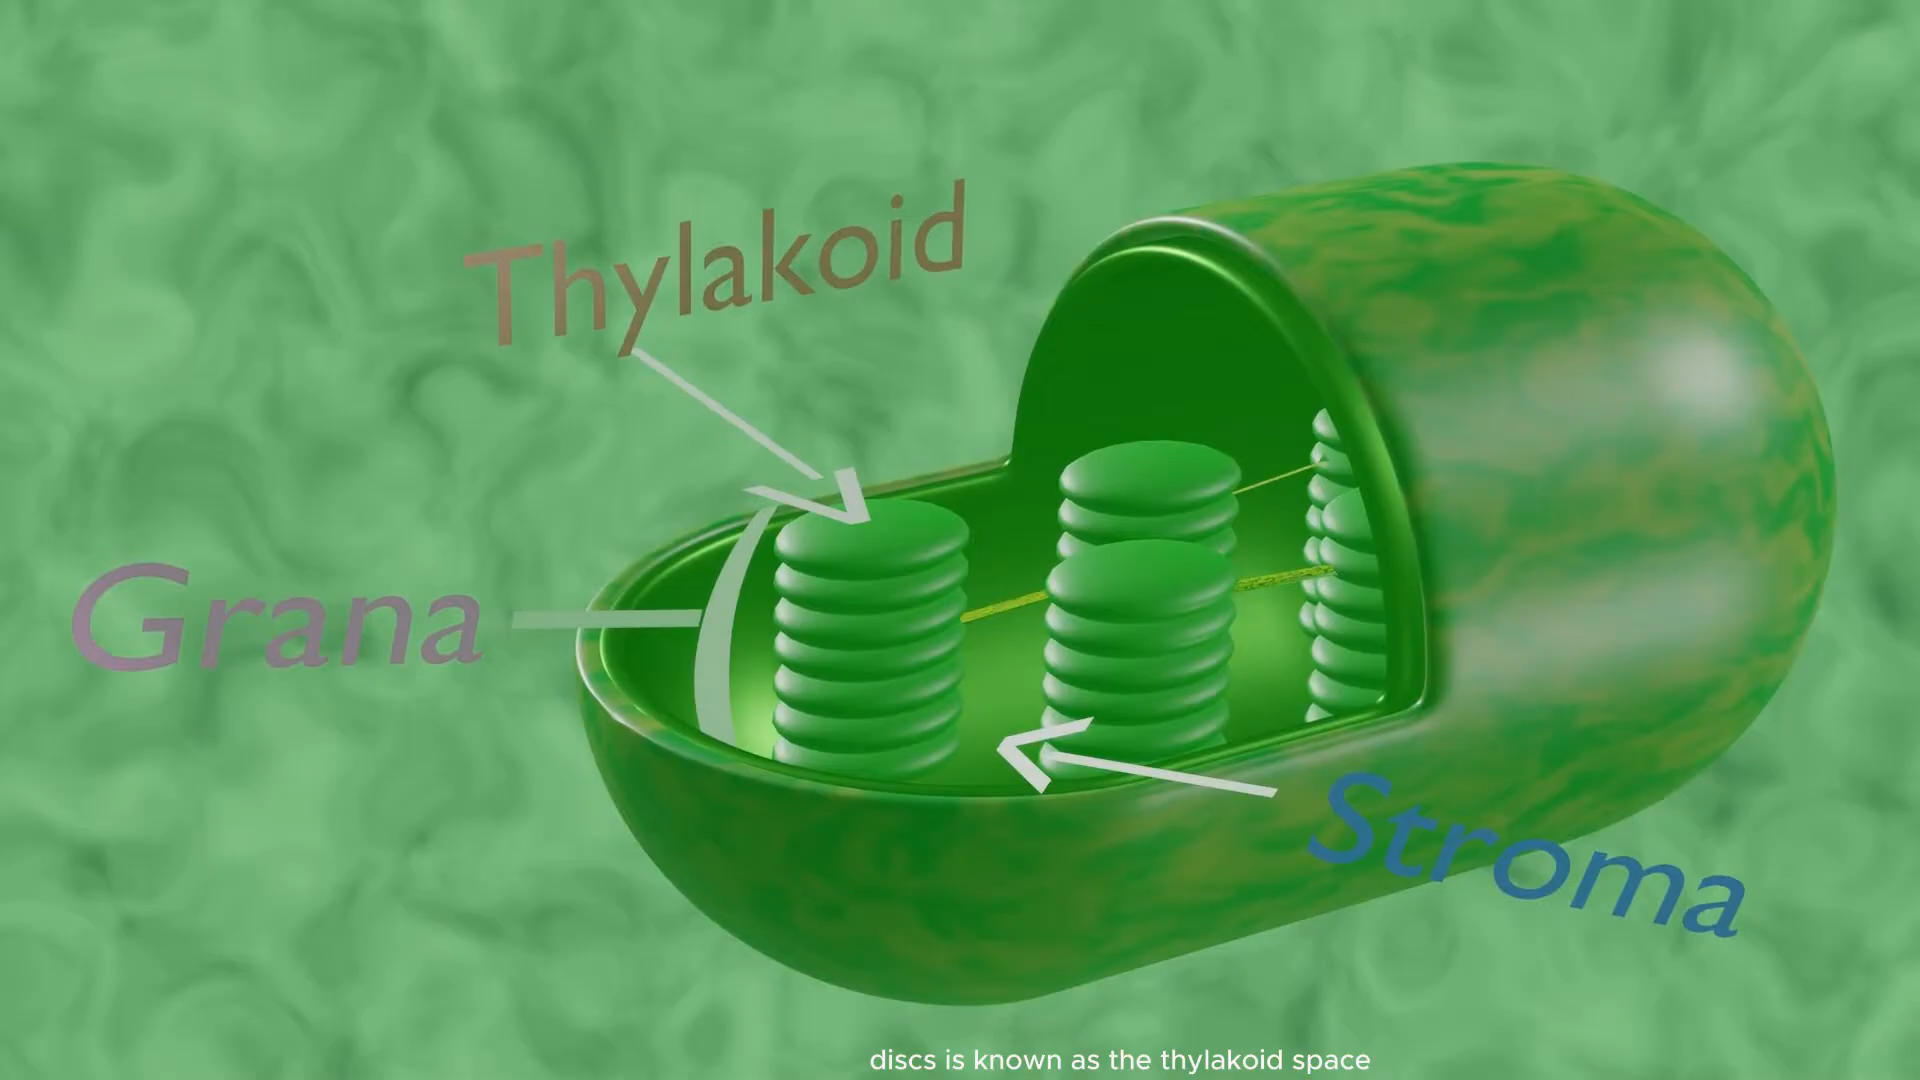 Thylakoid
Grana
Stroma
discs is known as the thylakoid space